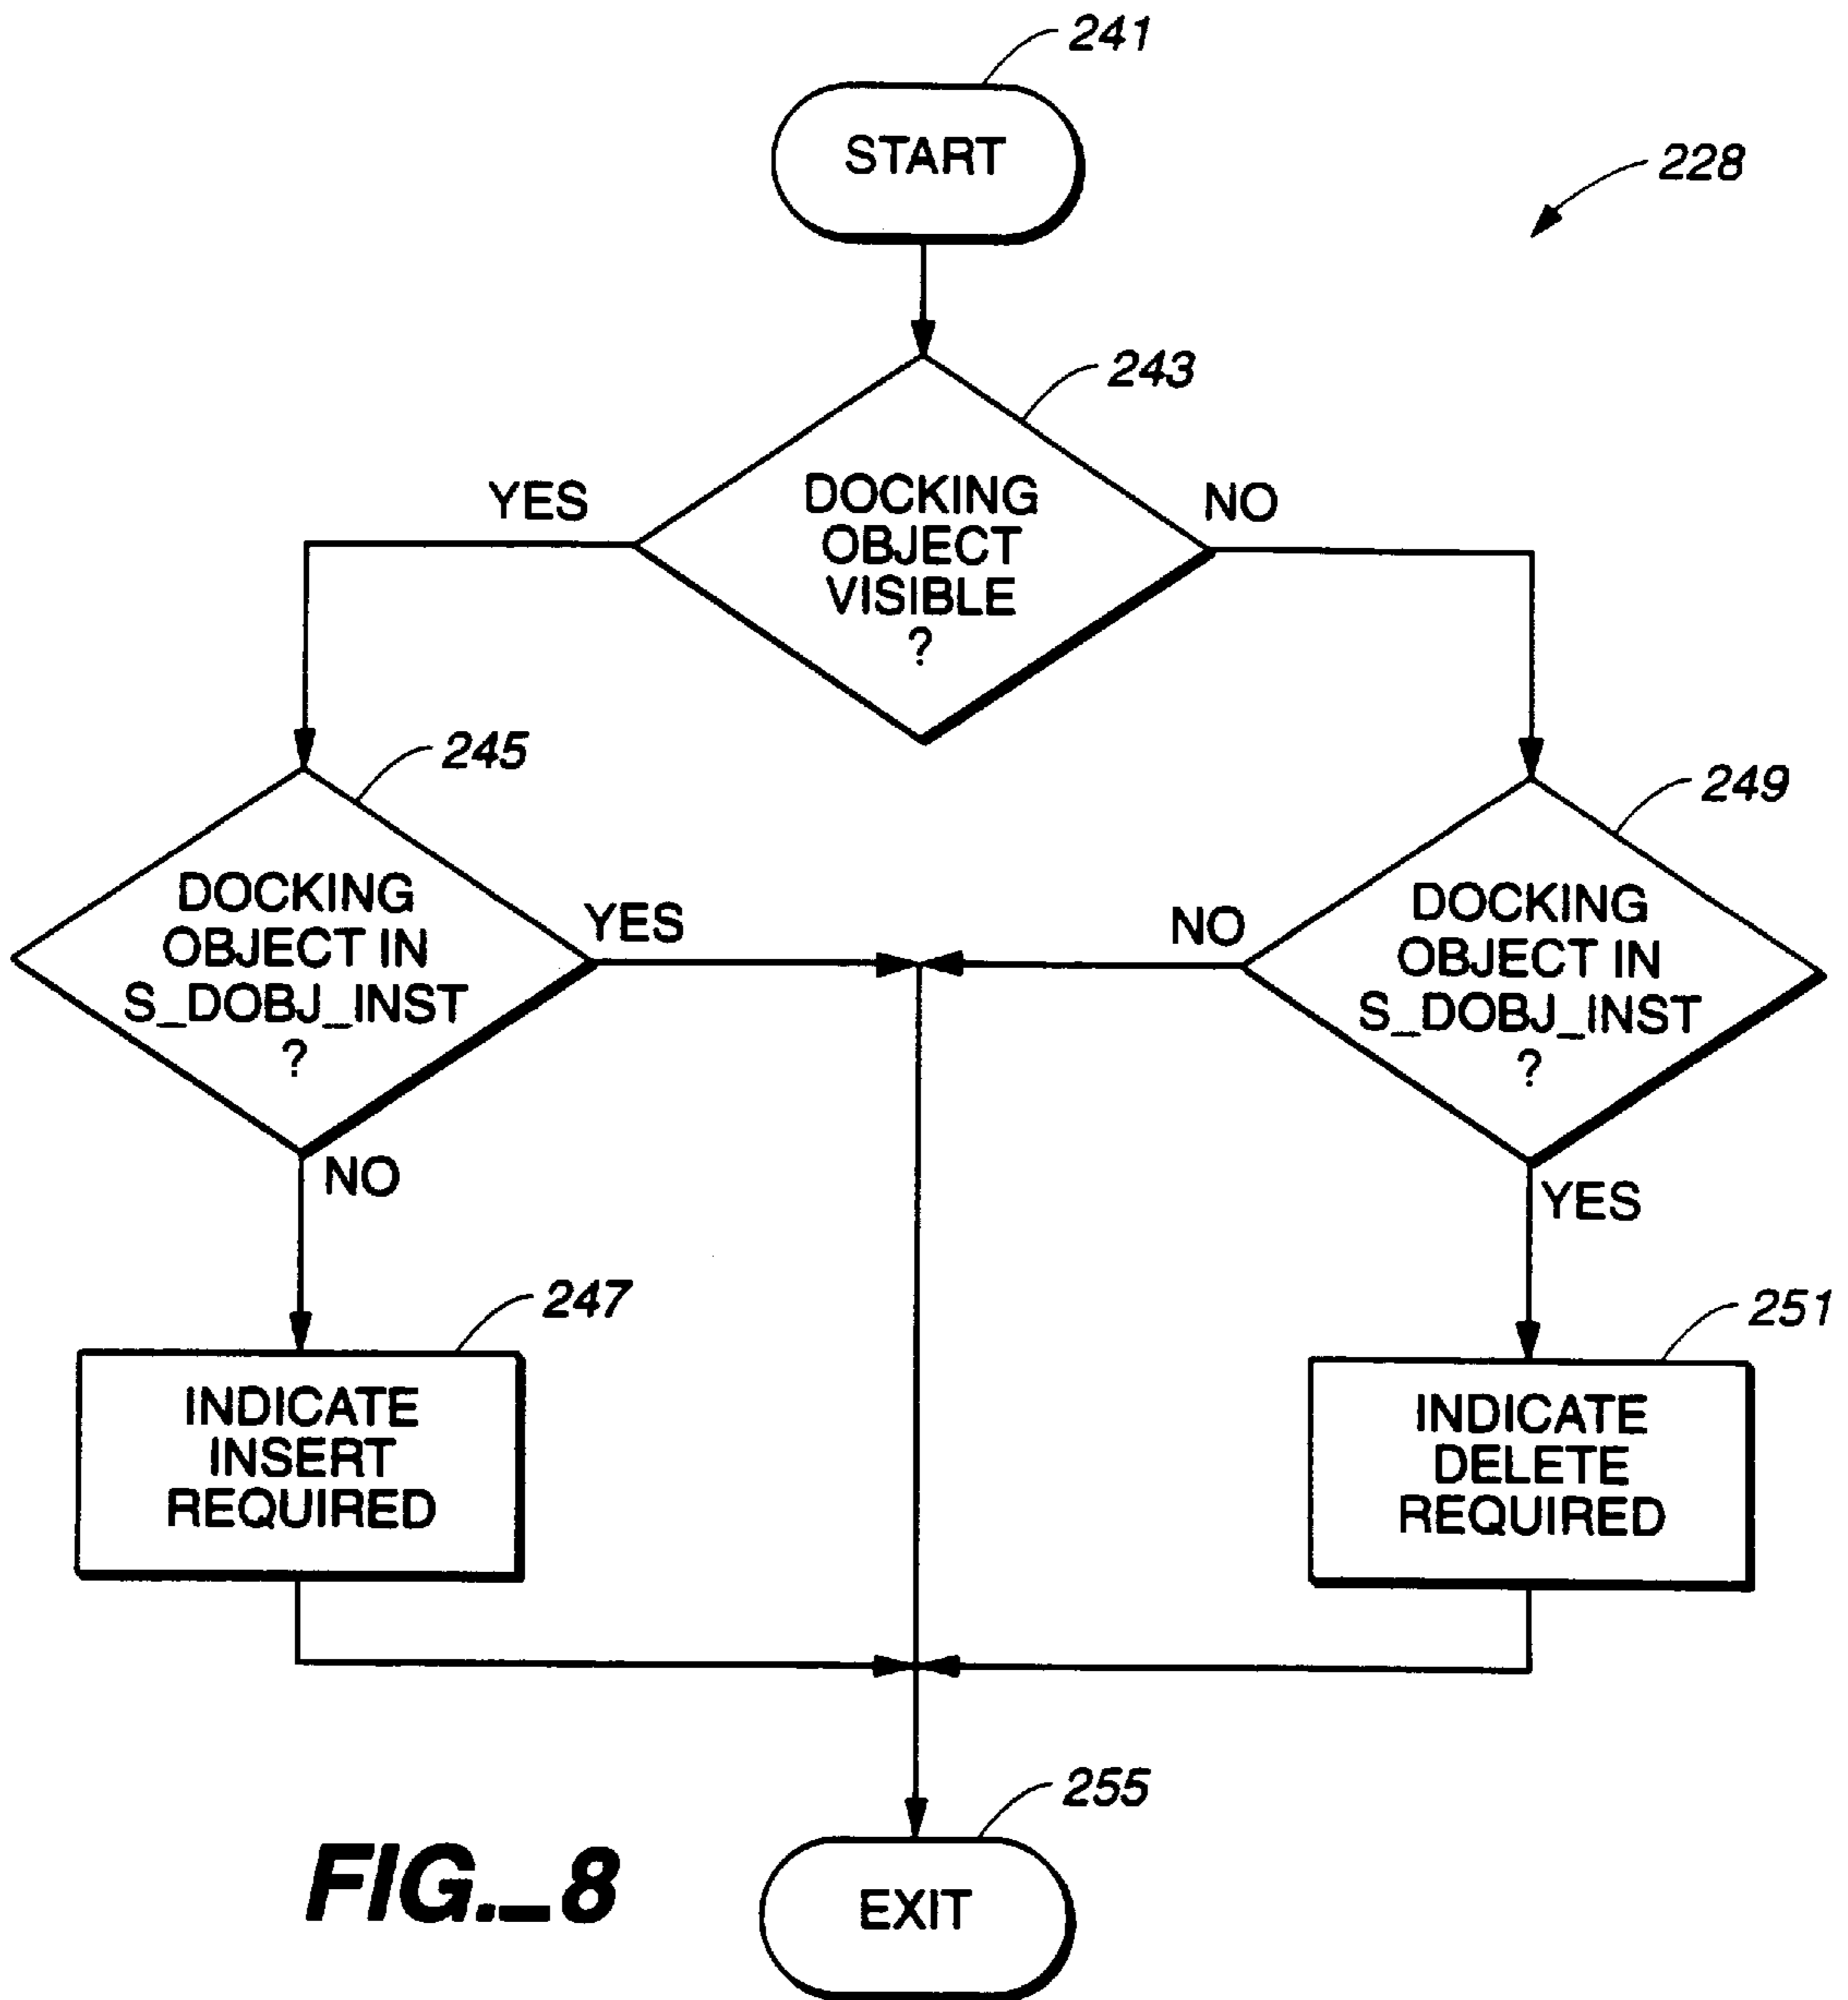 241
START
228
243
YES
DOCKING
OBJECT
VISIBLE
?
NO
245
249
DOCKING
OBJECT IN
S_DOBJ_INST
?
YES
NO
DOCKING
OBJECT IN
S_DOBJ_INST
?
NO
YES
247
251
INDICATE
INSERT
REQUIRED
INDICATE
DELETE
REQUIRED
255
EXIT
FIG._8